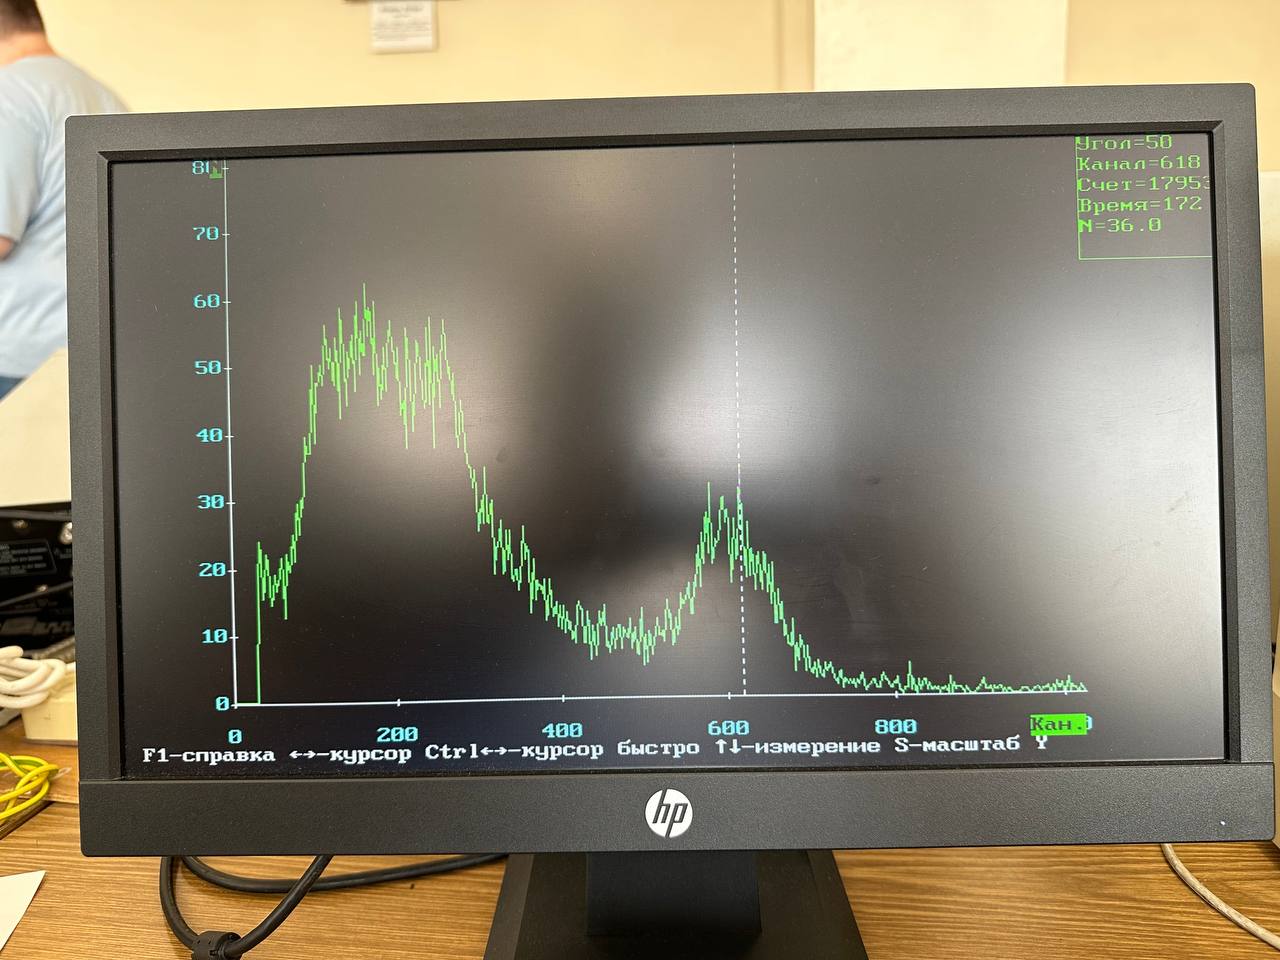 Угол=50
Канал=618
Счет=17953
Время=172
N=36.0
80
N
70
60
50
40
30
20
10
0
0 200 400 600 800 Кан.
F1-справка ←→-курсор Ctrl←→-курсор быстро ↑↓-измерение S-масштаб Y
hp